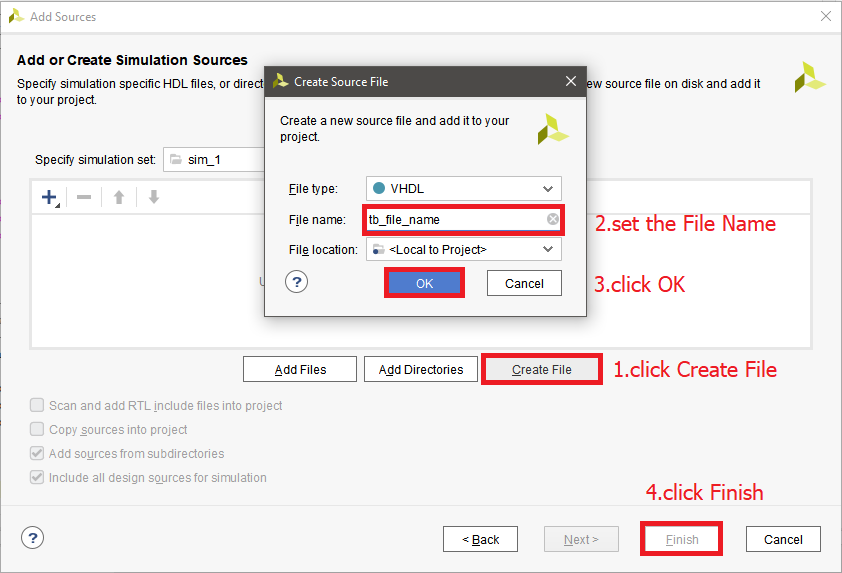 Add Sources
Add or Create Simulation Sources
Specify simulation specific HDL files, or direct
ew source file on disk and add it
to your project.
Create Source File
Create a new source file and add it to your
project.
Specify simulation set:
sim_1
File type:
VHDL
File name:
tb_file_name
2.set the File Name
File location:
<Local to Project>
?
OK
Cancel
3.click OK
Add Files
Add Directories
Create File
1.click Create File
Scan and add RTL include files into project
Copy sources into project
Add sources from subdirectories
Include all design sources for simulation
4.click Finish
?
< Back
Next >
Finish
Cancel